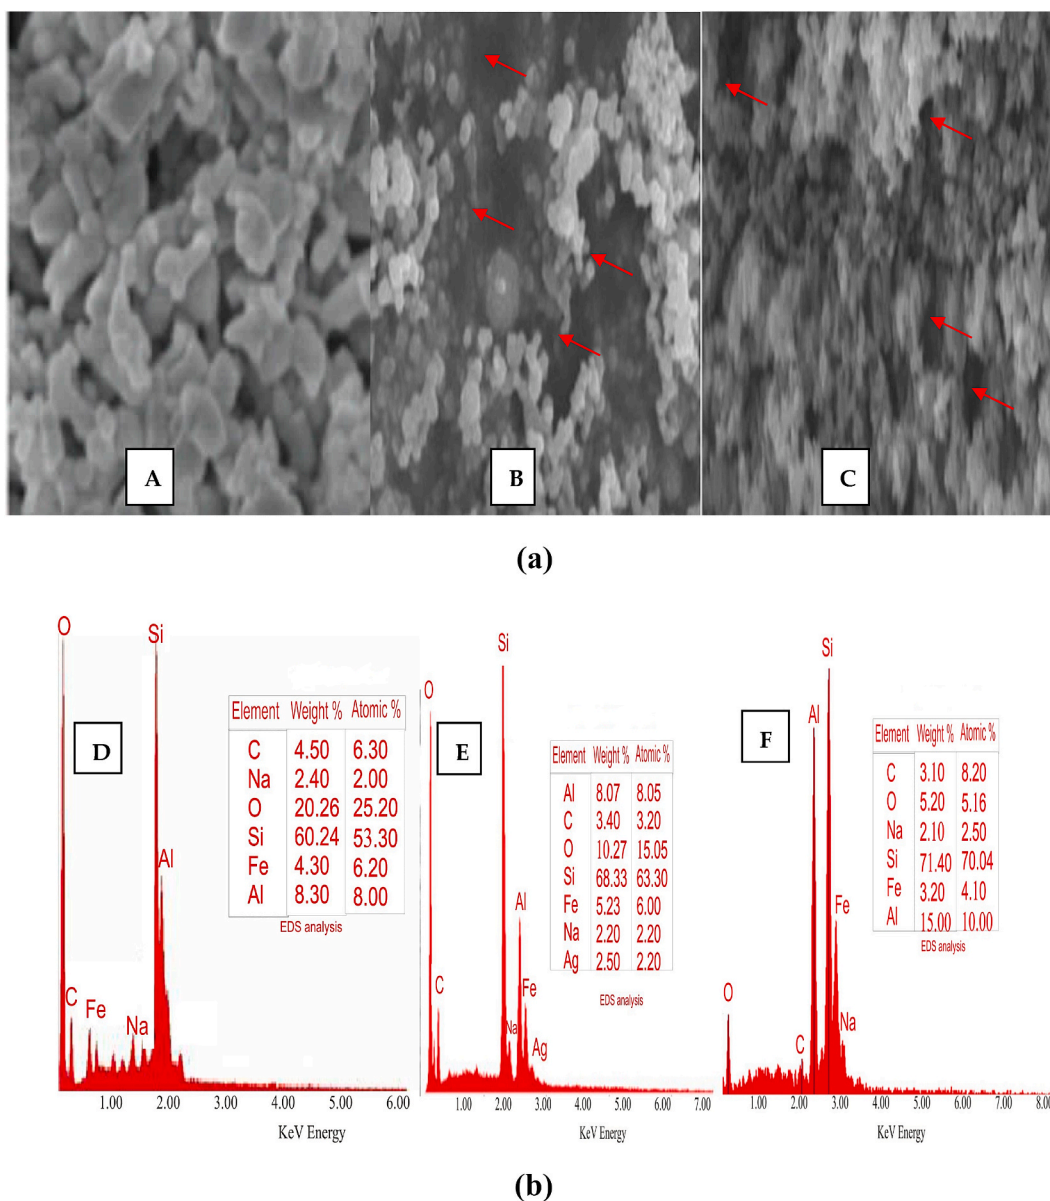 A
B
C
(a)
D
O
Si
Al
C
Fe
Na
Element Weight % Atomic %
C 4.50 6.30
Na 2.40 2.00
O 20.26 25.20
Si 60.24 53.30
Fe 4.30 6.20
Al 8.30 8.00
EDS analysis
1.00 2.00 3.00 4.00 5.00 6.00
KeV Energy
E
O
Si
C
Na
Al
Fe
Ag
Element Weight % Atomic %
Al 8.07 8.05
C 3.40 3.20
O 10.27 15.05
Si 68.33 63.30
Fe 5.23 6.00
Na 2.20 2.20
Ag 2.50 2.20
EDS analysis
1.00 2.00 3.00 4.00 5.00 6.00 7.00
KeV Energy
F
Si
Al
Fe
Na
C
O
Element Weight % Atomic %
C 3.10 8.20
O 5.20 5.16
Na 2.10 2.50
Si 71.40 70.04
Fe 3.20 4.10
Al 15.00 10.00
EDS analysis
1.00 2.00 3.00 4.00 5.00 6.00 7.00 8.00
KeV Energy
(b)